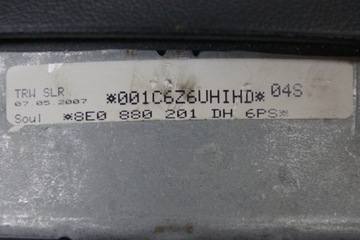 TRW SLR
07 05 2007 *001C6Z6UHIHD* 04S
Soul *8E0 880 201 DH 6PS*